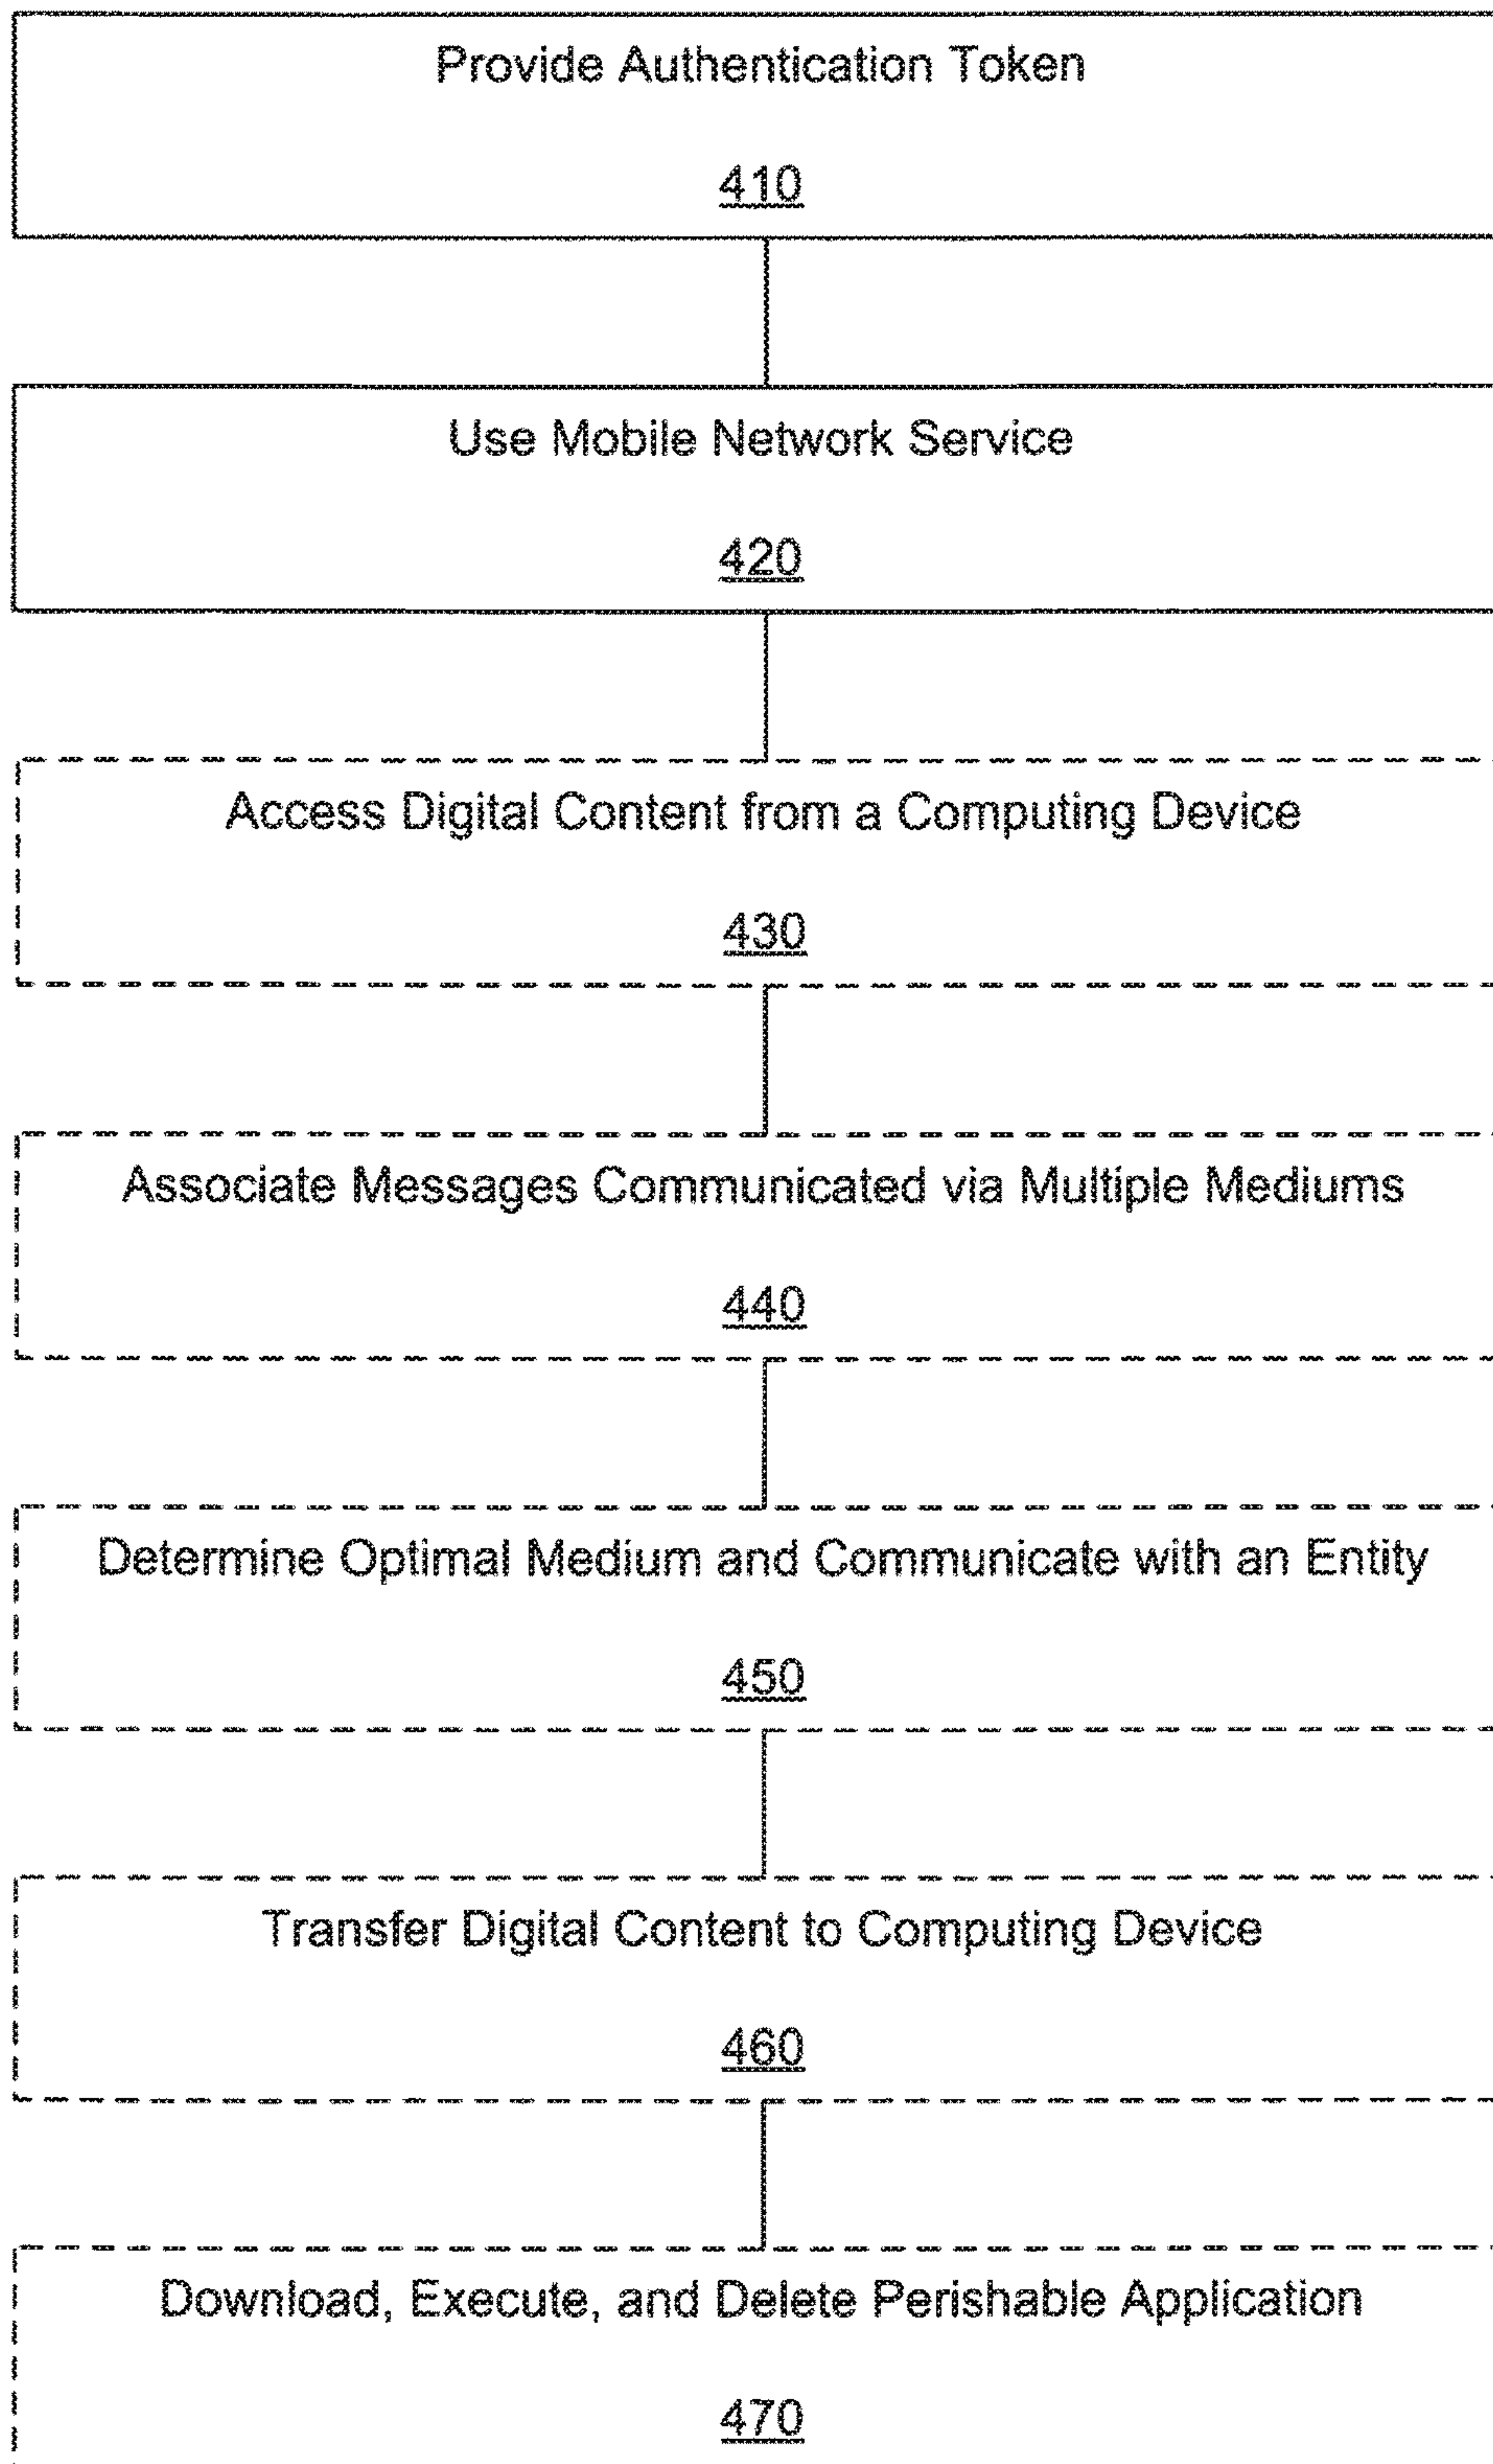 Provide Authentication Token
410
Use Mobile Network Service
420
Access Digital Content from a Computing Device
430
Associate Messages Communicated via Multiple Mediums
440
Determine Optimal Medium and Communicate with an Entity
450
Transfer Digital Content to Computing Device
460
Download, Execute, and Delete Perishable Application
470